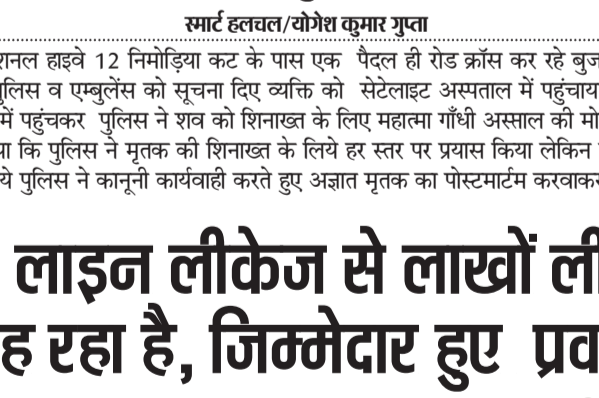 स्मार्ट हलचल/योगेश कुमार गुप्ता
शनल हाइवे 12 निमोड़िया कट के पास एक पैदल ही रोड क्रॉस कर रहे बुज
पुलिस व एम्बुलेंस को सूचना दिए व्यक्ति को सेटेलाइट अस्पताल में पहुंचाय
में पहुंचकर पुलिस ने शव को शिनाख्त के लिए महात्मा गाँधी अस्साल की मो
या कि पुलिस ने मृतक की शिनाख्त के लिये हर स्तर पर प्रयास किया लेकिन
ये पुलिस ने कानूनी कार्यवाही करते हुए अज्ञात मृतक का पोस्टमार्टम करवाकर
लाइन लीकेज से लाखों ली
ह रहा है, जिम्मेदार हुए प्रव